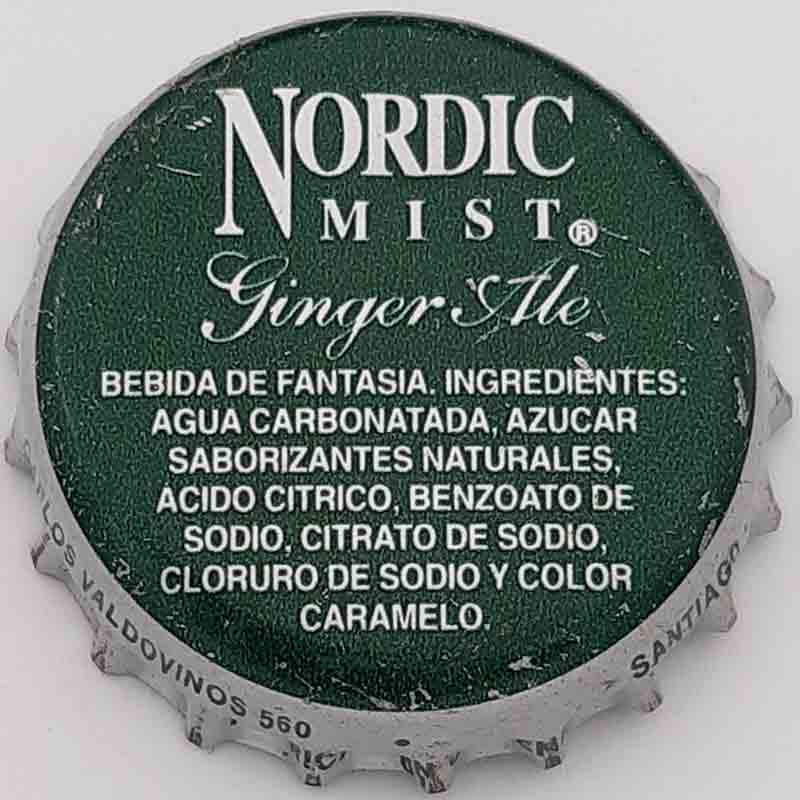 NORDIC
MIST®
Ginger Ale
BEBIDA DE FANTASIA. INGREDIENTES:
AGUA CARBONATADA, AZUCAR
SABORIZANTES NATURALES,
ACIDO CITRICO, BENZOATO DE
SODIO, CITRATO DE SODIO,
CLORURO DE SODIO Y COLOR
CARAMELO.
VALDOVINOS 560
SANTIAGO